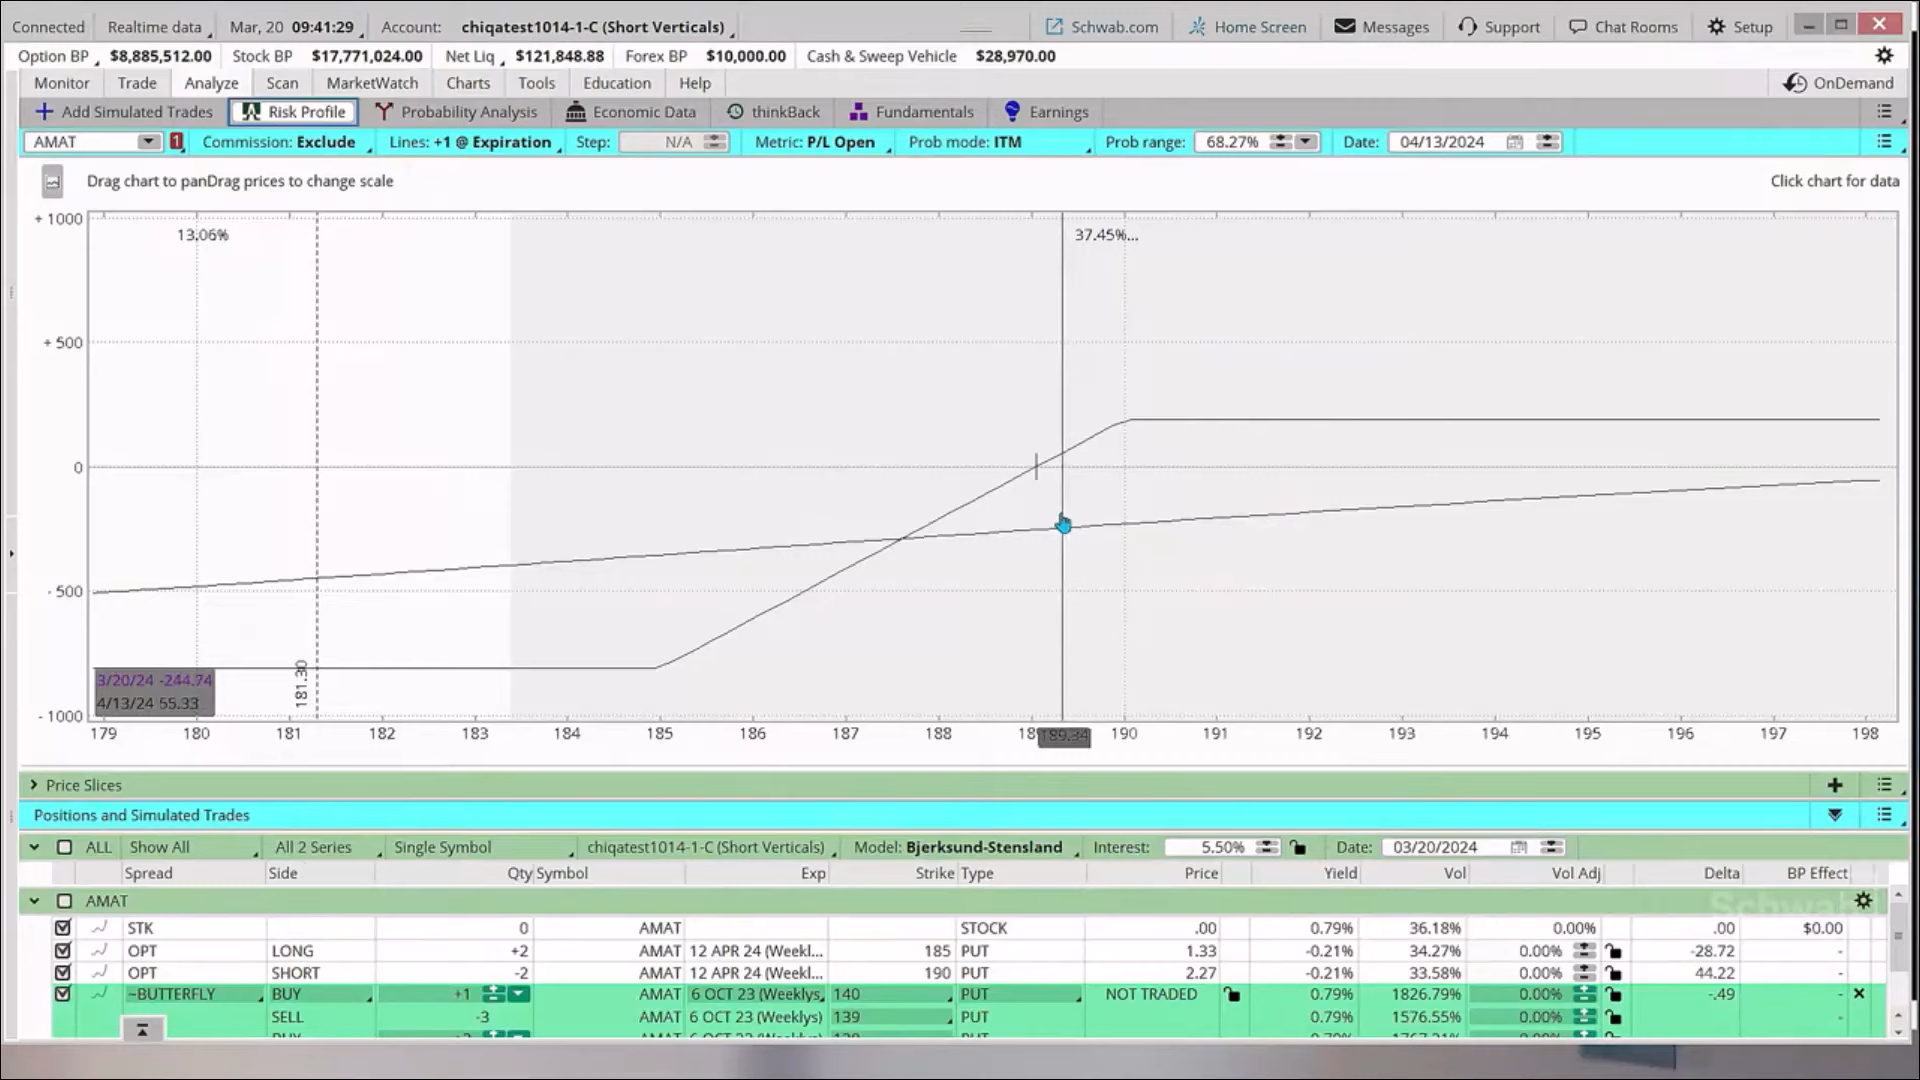 Connected Realtime data Mar, 20 09:41:29 Account: chiqatest1014-1-C (Short Verticals) Schwab.com Home Screen Messages Support Chat Rooms Setup
Option BP $8,885,512.00 Stock BP $17,771,024.00 Net Liq $121,848.88 Forex BP $10,000.00 Cash & Sweep Vehicle $28,970.00
Monitor Trade Analyze Scan MarketWatch Charts Tools Education Help OnDemand
Add Simulated Trades Risk Profile Probability Analysis Economic Data thinkBack Fundamentals Earnings
AMAT 1 Commission: Exclude Lines: +1 @ Expiration Step: N/A Metric: P/L Open Prob mode: ITM Prob range: 68.27% Date: 04/13/2024
Drag chart to panDrag prices to change scale Click chart for data
+ 1000
13.06% 37.45%...
+ 500
0
- 500
181.30
3/20/24 -244.74
4/13/24 55.33
- 1000
179 180 181 182 183 184 185 186 187 188 189.34 190 191 192 193 194 195 196 197 198
Price Slices
Positions and Simulated Trades
ALL Show All All 2 Series Single Symbol chiqatest1014-1-C (Short Verticals) Model: Bjerksund-Stensland Interest: 5.50% Date: 03/20/2024
Spread Side Qty Symbol Exp Strike Type Price Yield Vol Vol Adj Delta BP Effect
AMAT
STK 0 AMAT STOCK .00 0.79% 36.18% 0.00% .00 $0.00
OPT LONG +2 AMAT 12 APR 24 (Weekl... 185 PUT 1.33 -0.21% 34.27% 0.00% -28.72 -
OPT SHORT -2 AMAT 12 APR 24 (Weekl... 190 PUT 2.27 -0.21% 33.58% 0.00% 44.22 -
~BUTTERFLY BUY +1 AMAT 6 OCT 23 (Weeklys 140 PUT NOT TRADED 0.79% 1826.79% 0.00% -.49 -
SELL -3 AMAT 6 OCT 23 (Weeklys) 139 PUT 0.79% 1576.55% 0.00% -